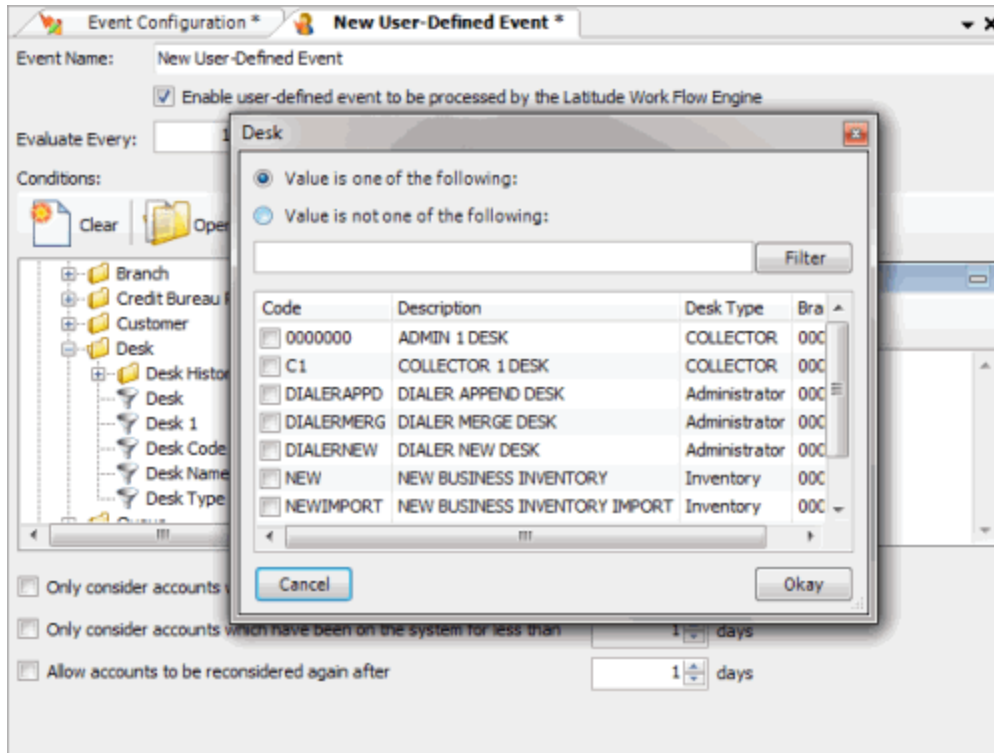 Event Configuration *
New User-Defined Event *
Event Name:
New User-Defined Event
Enable user-defined event to be processed by the Latitude Work Flow Engine
Evaluate Every:
1
Desk
Conditions:
Value is one of the following:
Value is not one of the following:
Clear
Filter
Branch
Credit Bureau
Customer
Desk
Desk
Desk 1
Desk Code
Desk Name
Desk Type
Code Description Desk Type
0000000 ADMIN 1 DESK COLLECTOR
C1 COLLECTOR 1 DESK COLLECTOR
DIALERAPPD DIALER APPEND DESK Administrator
DIALERMERG DIALER MERGE DESK Administrator
DIALERNEW DIALER NEW DESK Administrator
NEW NEW BUSINESS INVENTORY Inventory
NEWIMPORT NEW BUSINESS INVENTORY IMPORT Inventory
Cancel
Okay
Only consider accounts
Only consider accounts which have been on the system for less than 1 days
Allow accounts to be reconsidered again after 1 days